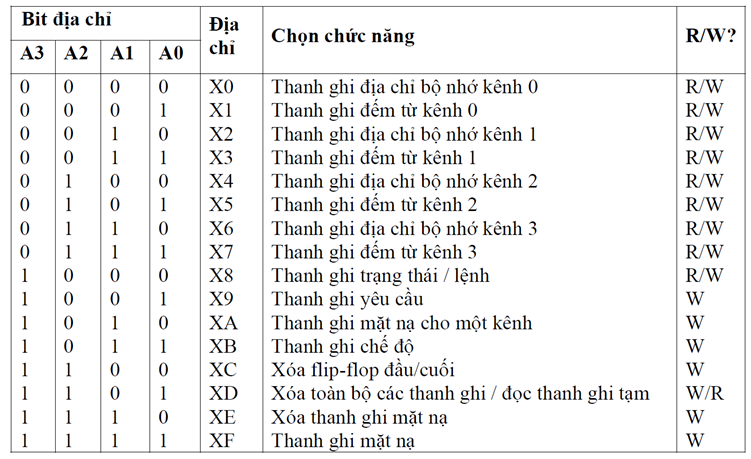 Bit địa chỉ Địa chỉ Chọn chức năng R/W?
A3 A2 A1 A0
0 0 0 0 X0 Thanh ghi địa chỉ bộ nhớ kênh 0 R/W
0 0 0 1 X1 Thanh ghi đếm từ kênh 0 R/W
0 0 1 0 X2 Thanh ghi địa chỉ bộ nhớ kênh 1 R/W
0 0 1 1 X3 Thanh ghi đếm từ kênh 1 R/W
0 1 0 0 X4 Thanh ghi địa chỉ bộ nhớ kênh 2 R/W
0 1 0 1 X5 Thanh ghi đếm từ kênh 2 R/W
0 1 1 0 X6 Thanh ghi địa chỉ bộ nhớ kênh 3 R/W
0 1 1 1 X7 Thanh ghi đếm từ kênh 3 R/W
1 0 0 0 X8 Thanh ghi trạng thái / lệnh R/W
1 0 0 1 X9 Thanh ghi yêu cầu W
1 0 1 0 XA Thanh ghi mặt nạ cho một kênh W
1 0 1 1 XB Thanh ghi chế độ W
1 1 0 0 XC Xóa flip-flop đầu/cuối W
1 1 0 1 XD Xóa toàn bộ các thanh ghi / đọc thanh ghi tạm W/R
1 1 1 0 XE Xóa thanh ghi mặt nạ W
1 1 1 1 XF Thanh ghi mặt nạ W